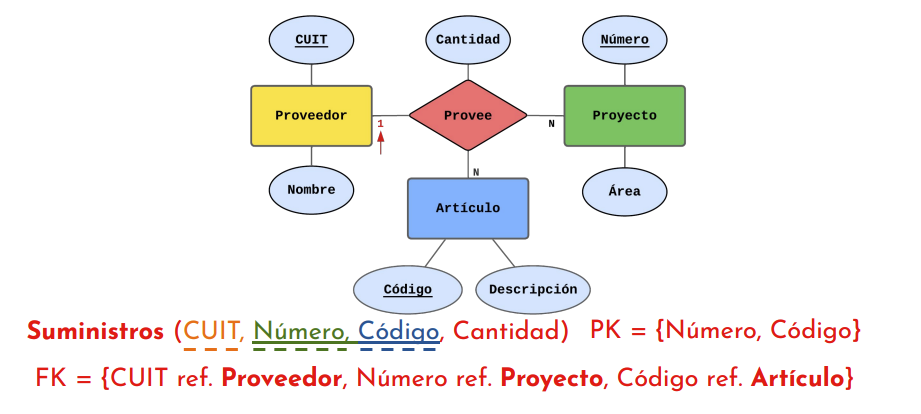 CUIT
Cantidad
Número
Proveedor
1
Provee
N
Proyecto
N
Nombre
Artículo
Área
Código
Descripción
Suministros (CUIT, Número, Código, Cantidad) PK = {Número, Código}
FK = {CUIT ref. Proveedor, Número ref. Proyecto, Código ref. Artículo}